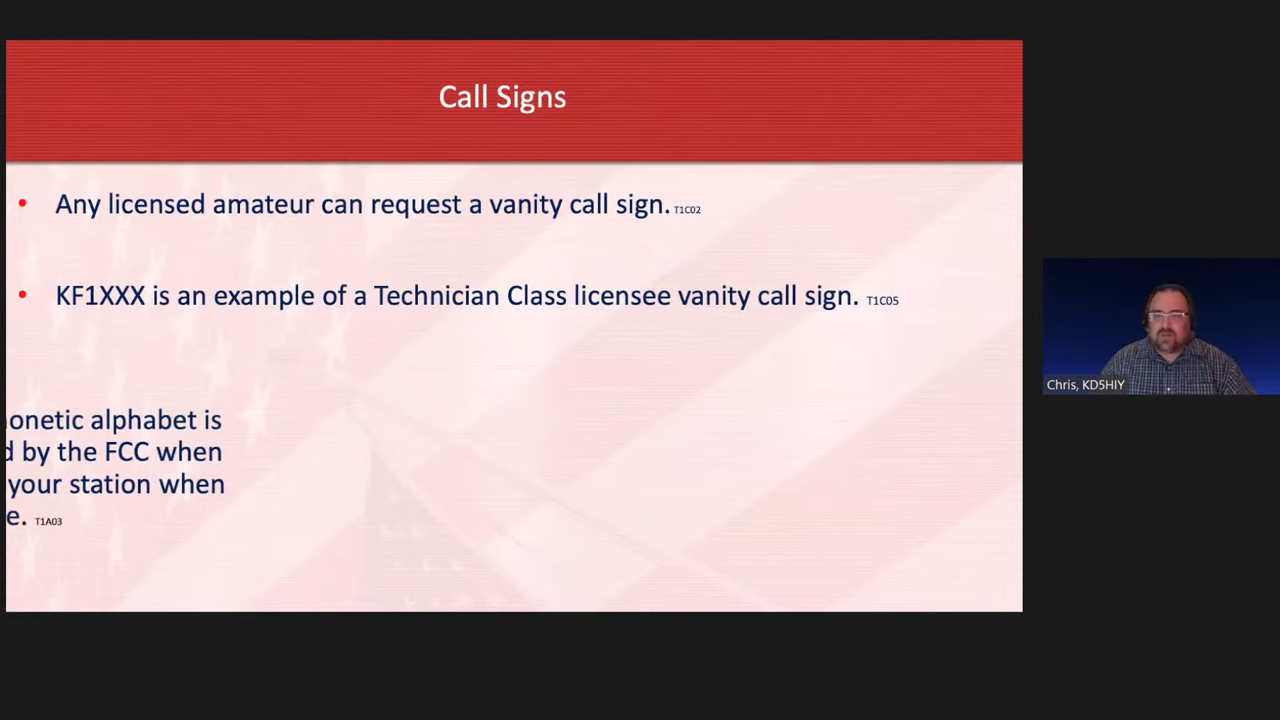 Call Signs
• Any licensed amateur can request a vanity call sign. T1C02
• KF1XXX is an example of a Technician Class licensee vanity call sign. T1C05
onetic alphabet is
d by the FCC when
your station when
e. T1A03
Chris, KD5HIY